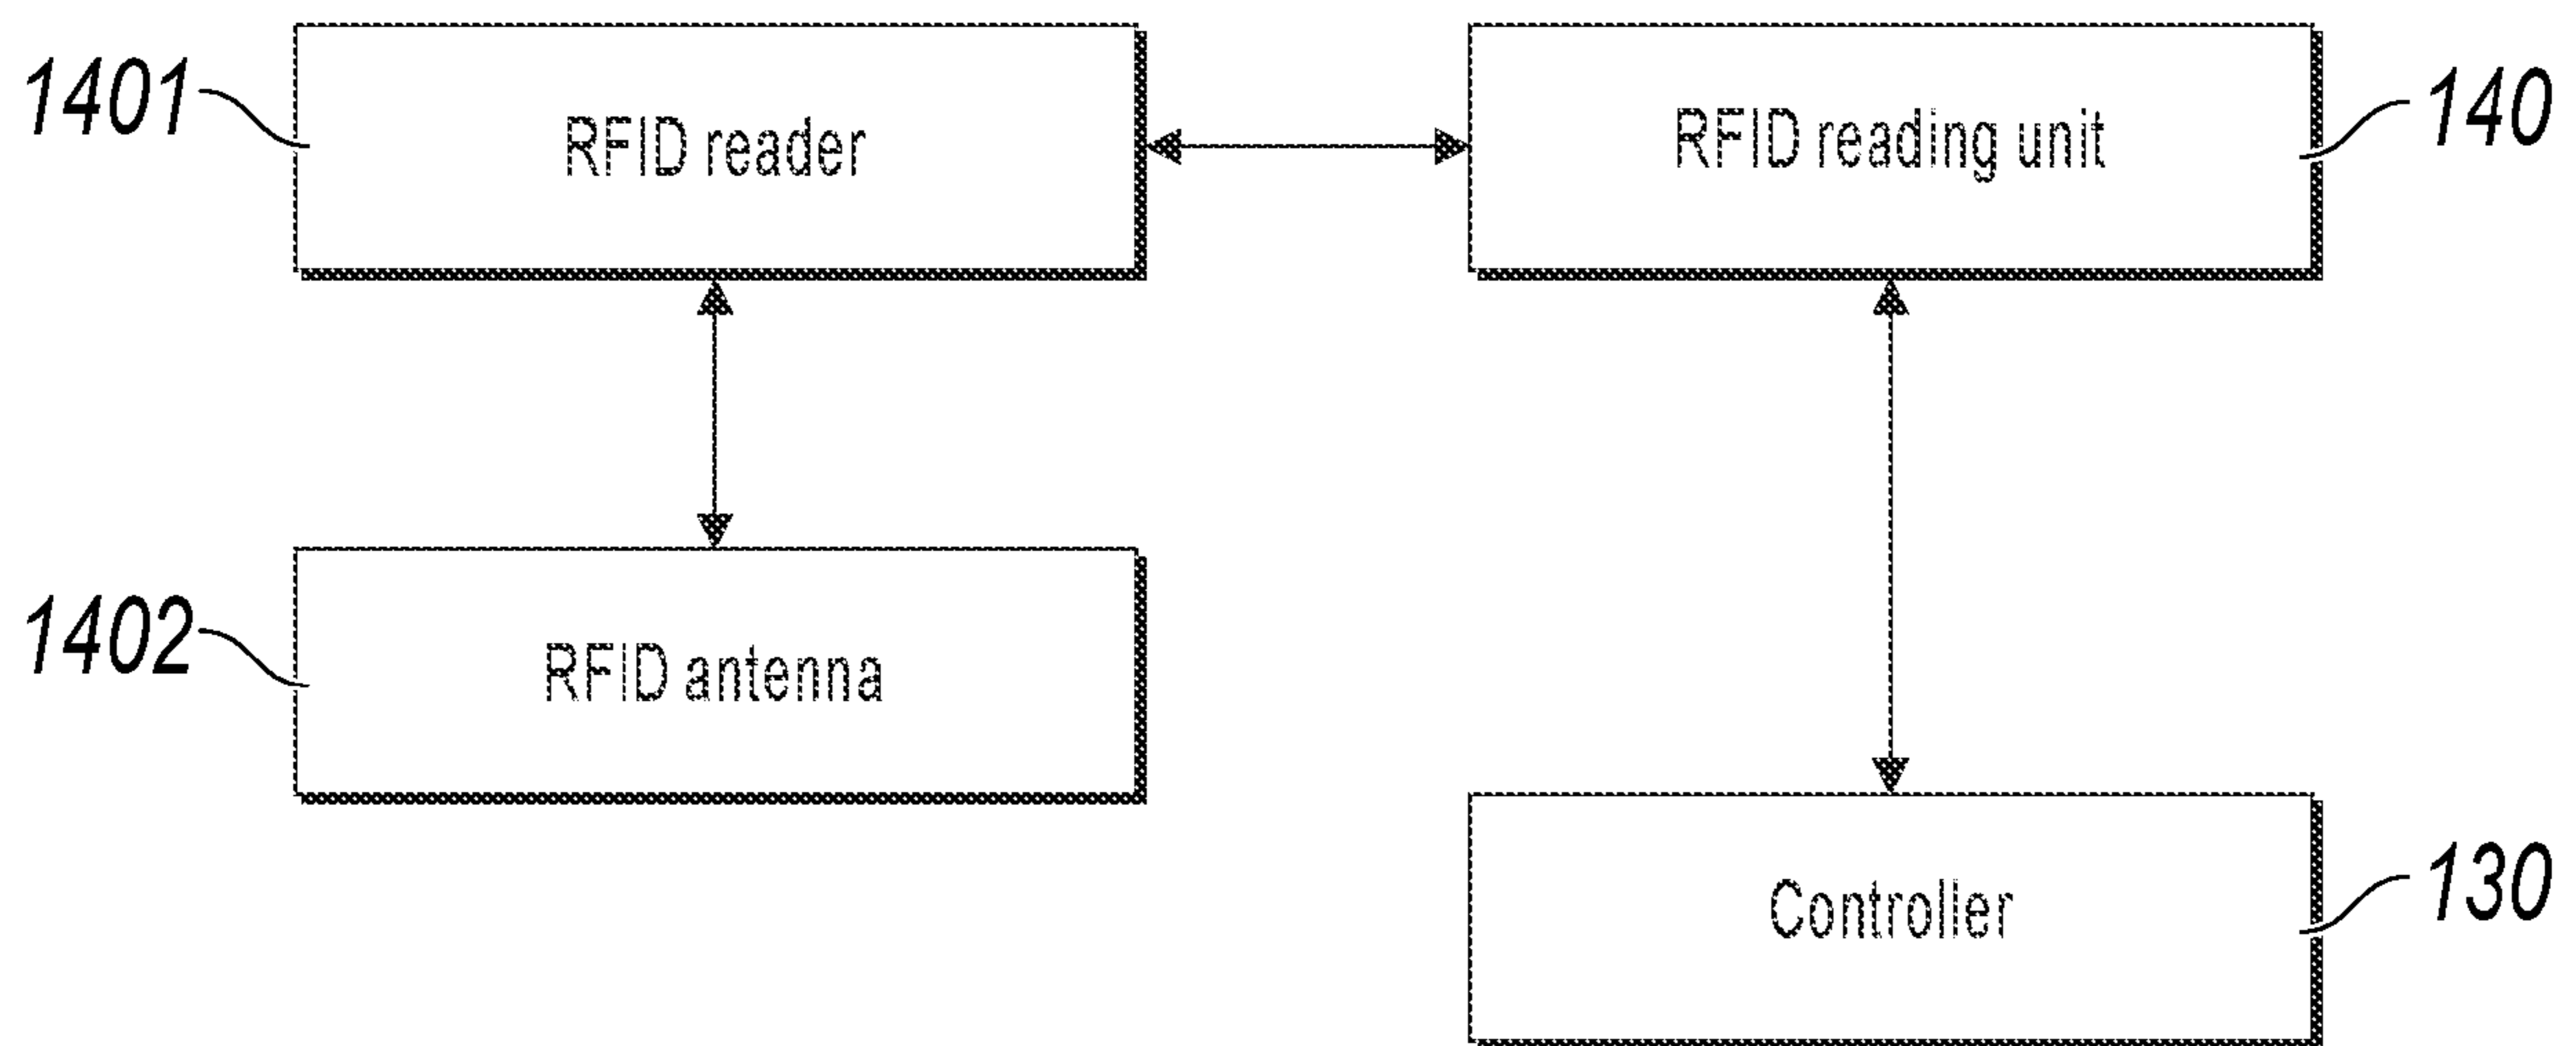 1401
RFID reader
RFID reading unit
140
1402
RFID antenna
Controller
130